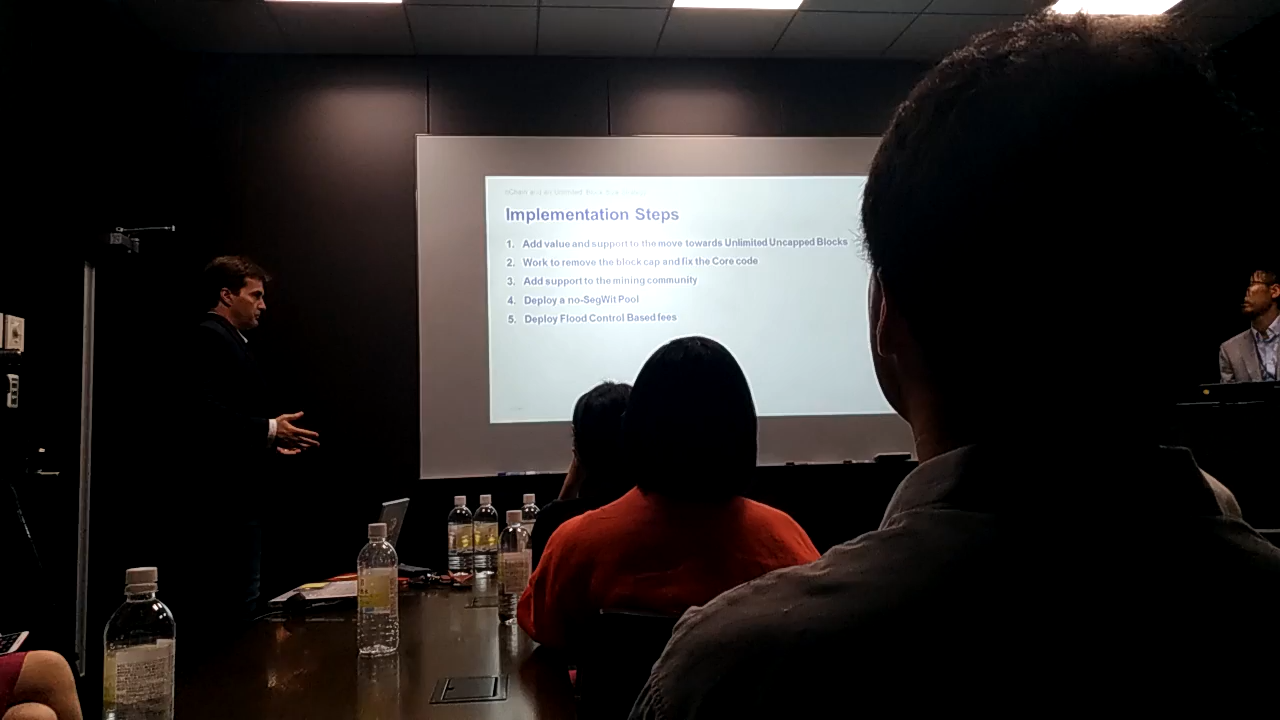 Implementation Steps
1. Add value and support to the move towards Unlimited Uncapped Blocks
2. Work to remove the block cap and fix the Core code
3. Add support to the mining community
4. Deploy a no-SegWit Pool
5. Deploy Flood Control Based fees